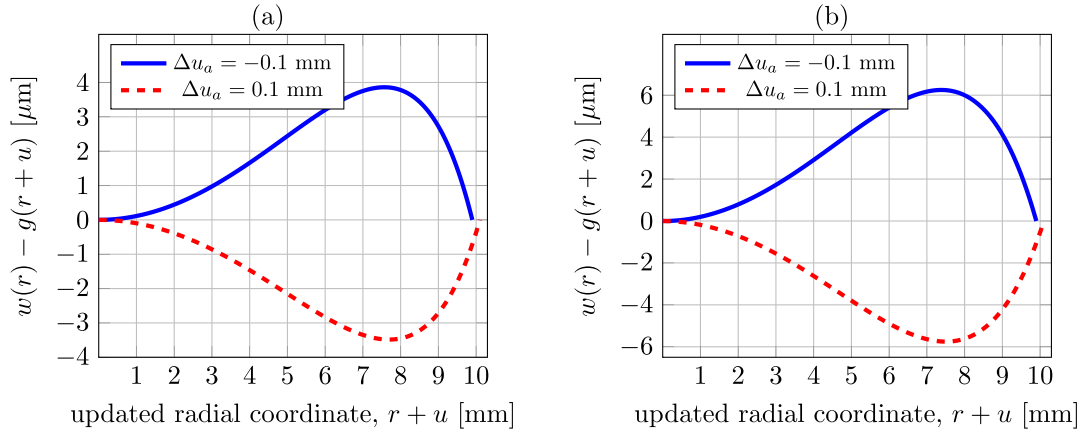 (a)
Δu_a = −0.1 mm
Δu_a = 0.1 mm
4
3
2
1
0
−1
−2
−3
−4
w(r) − g(r + u) [μm]
1 2 3 4 5 6 7 8 9 10
updated radial coordinate, r + u [mm]
(b)
Δu_a = −0.1 mm
Δu_a = 0.1 mm
6
4
2
0
−2
−4
−6
w(r) − g(r + u) [μm]
1 2 3 4 5 6 7 8 9 10
updated radial coordinate, r + u [mm]